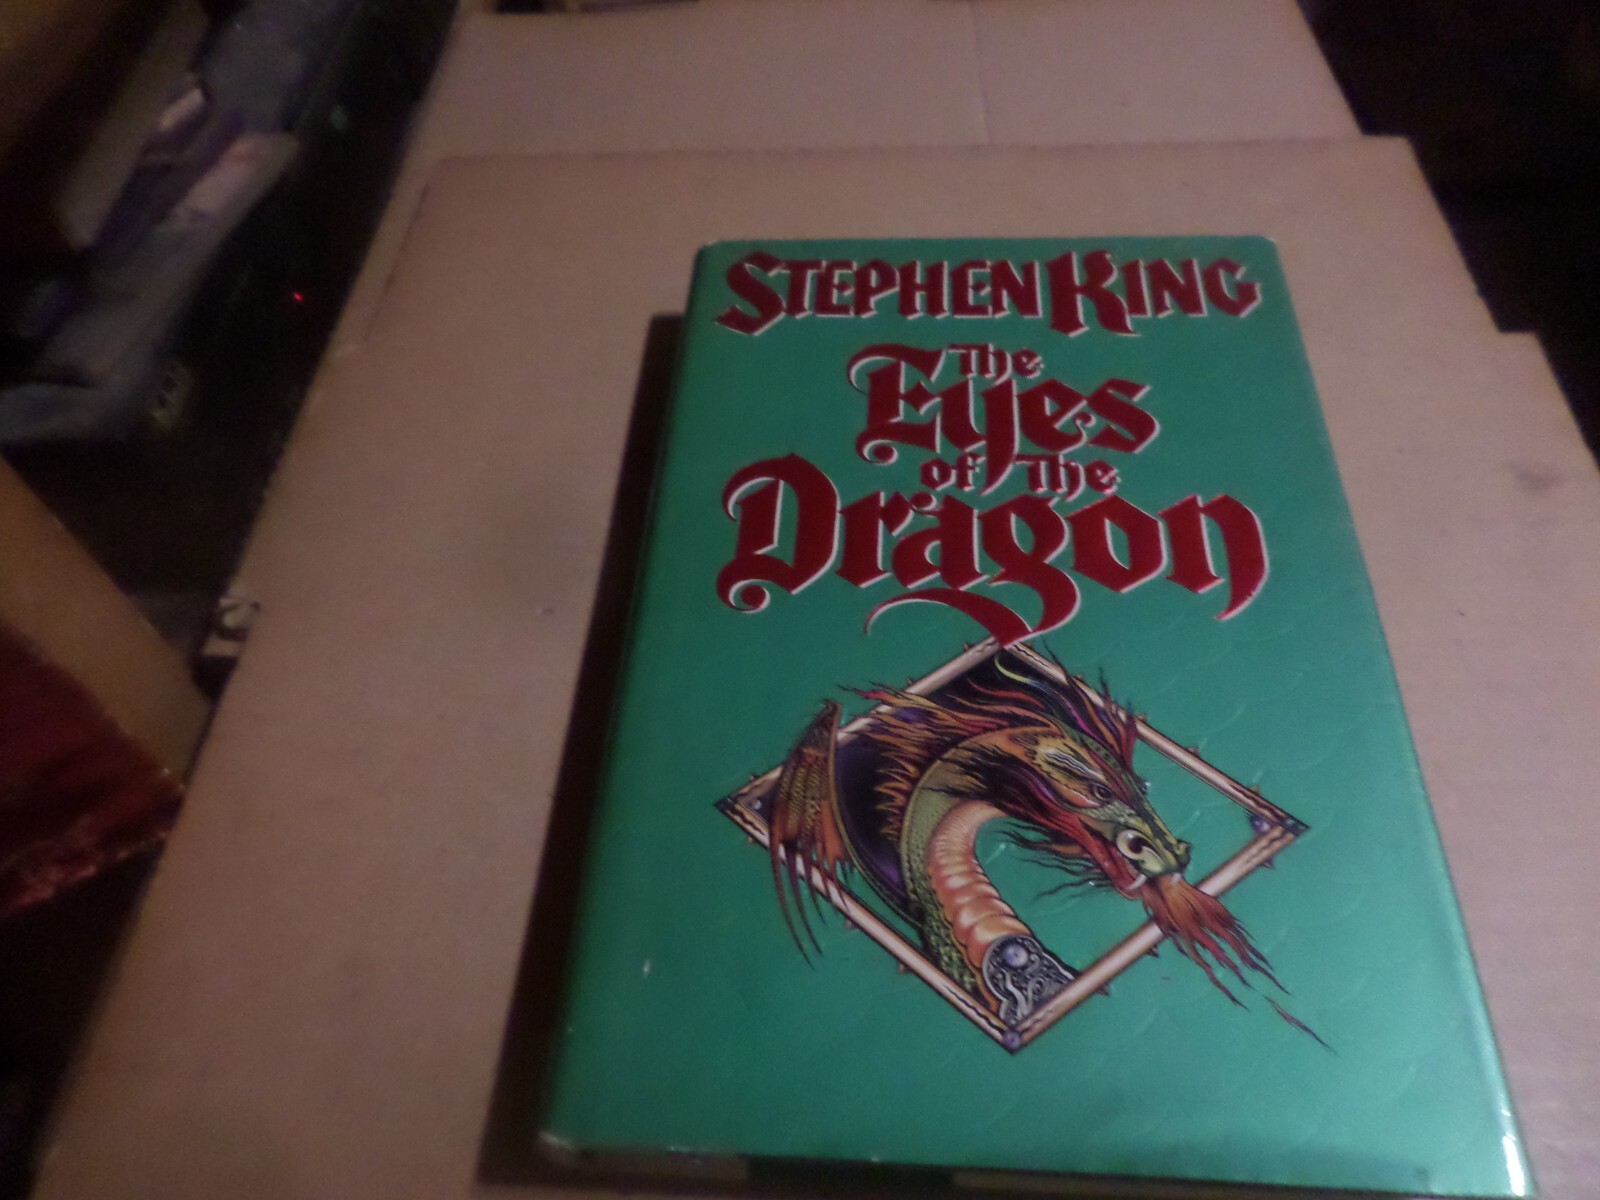 STEPHEN KING
The
Eyes
of The
Dragon